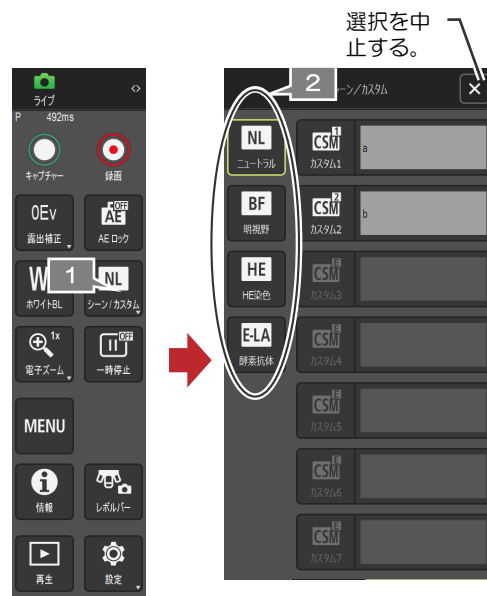 選択を中
止する。
ライブ
P 492ms
キャプチャー
録画
0Ev
露出補正
OFF
AE
AE ロック
W
1
NL
ホワイトBL
シーン/カスタム
1x
電子ズーム
OFF
一時停止
MENU
情報
レボルバー
再生
設定
2
ーン/カスタム
NL
ニュートラル
BF
明視野
HE
HE染色
E-LA
酵素抗体
CSM 1
カスタム1
a
CSM 2
カスタム2
b
CSM E
カスタム3
CSM E
カスタム4
CSM E
カスタム5
CSM E
カスタム6
CSM E
カスタム7